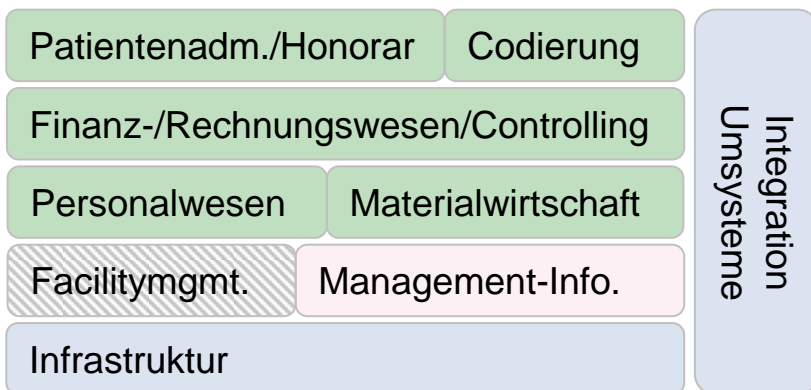 Patientenadm./Honorar
Codierung
Finanz-/Rechnungswesen/Controlling
Personalwesen
Materialwirtschaft
Facilitymgmt.
Management-Info.
Infrastruktur
Integration
Umsysteme